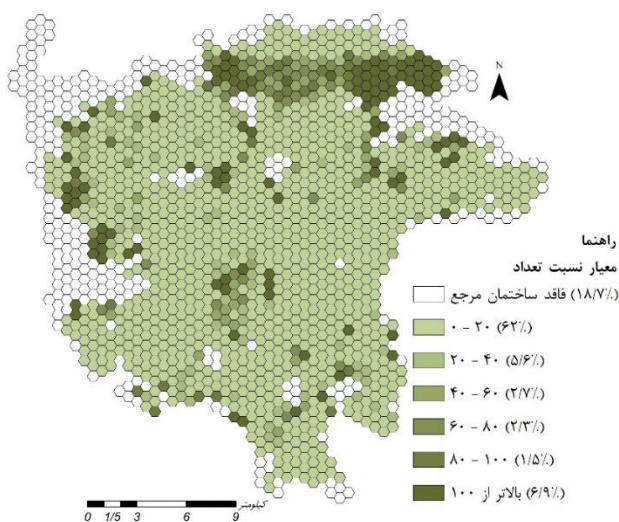 N
راهنما
معیار نسبت تعداد
فاقد ساختمان مرجع (۱۸/۷٪)
۰ - ۲۰ (۶۲٪)
۲۰ - ۴۰ (۵/۶٪)
۴۰ - ۶۰ (۲/۷٪)
۶۰ - ۸۰ (۲/۳٪)
۸۰ - ۱۰۰ (۱/۵٪)
بالاتر از ۱۰۰ (۶/۹٪)
کیلومتر
0 1/5 3 6 9